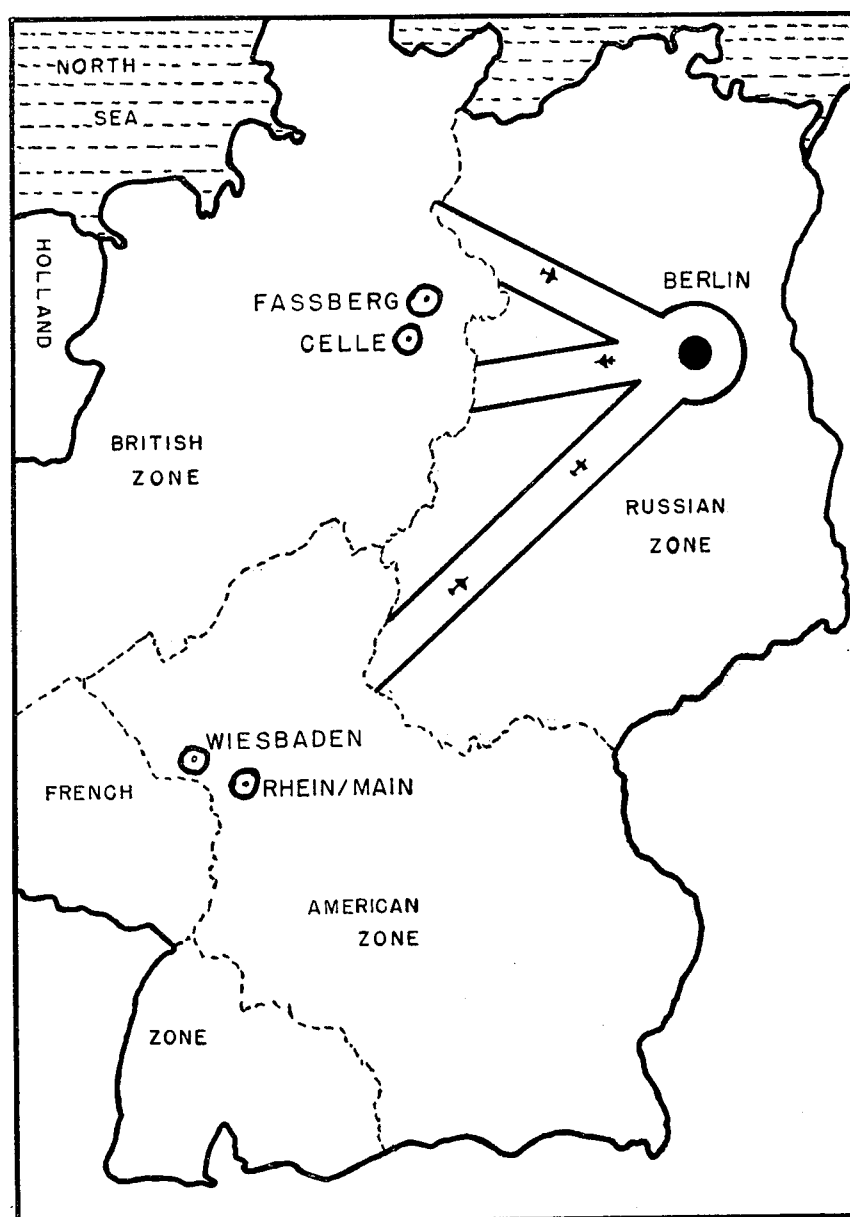 NORTH
SEA
HOLLAND
FASSBERG
CELLE
BERLIN
BRITISH
ZONE
RUSSIAN
ZONE
WIESBADEN
RHEIN/MAIN
FRENCH
AMERICAN
ZONE
ZONE